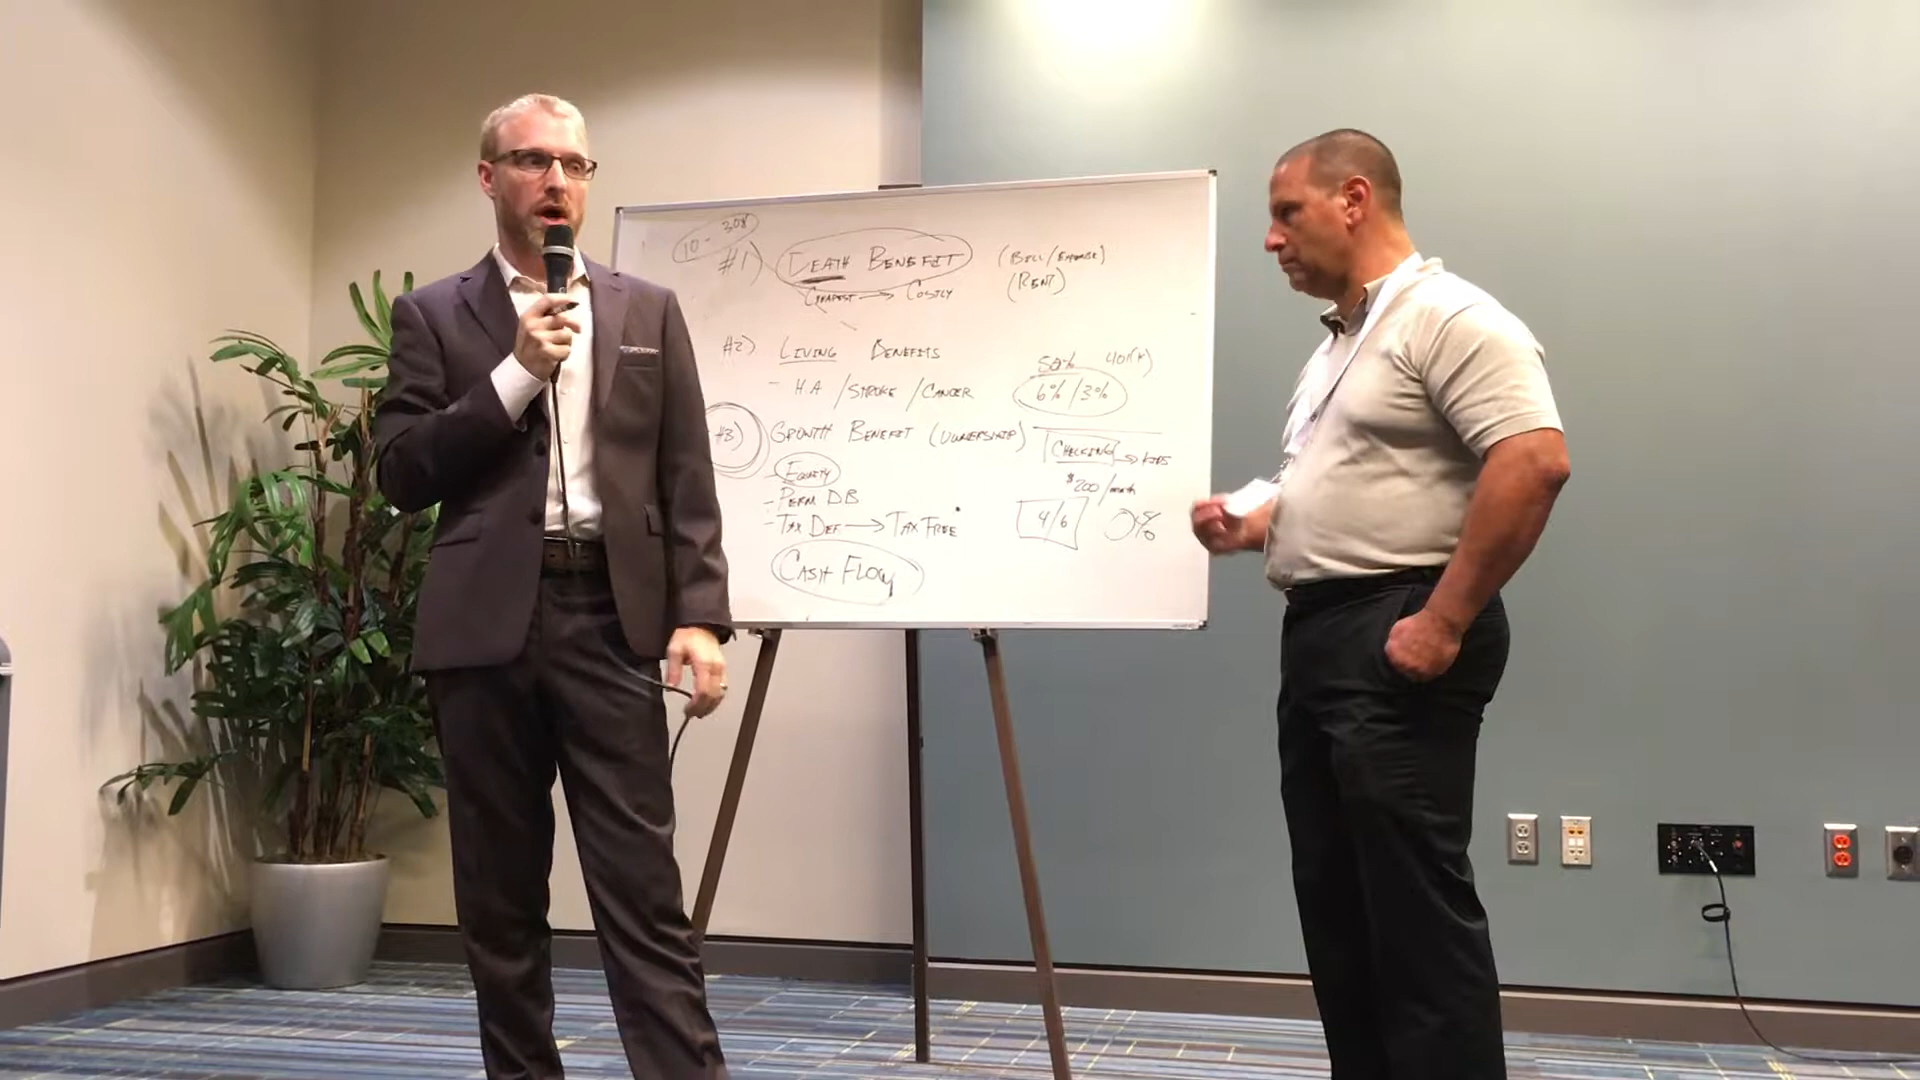 10 - 30Y
#1) DEATH BENEFIT (BILL/EXPENSE)
(RENT)
CHEAPEST → COSTLY
#2) LIVING BENEFITS
- H.A /STROKE /CANCER
50% 401(K)
6% /3%
#3) GROWTH BENEFIT (OWNERSHIP)
CHECKING → KIDS
- EQUITY
$200/month
- PERM DB
- TAX DEF → TAX FREE
4/6 0%
CASH FLOW